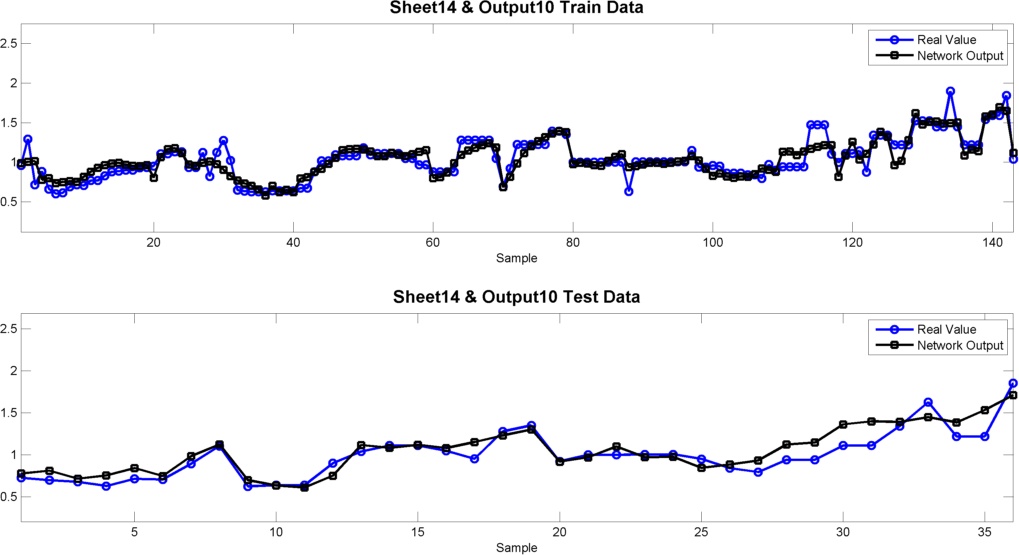 Sheet14 & Output10 Train Data
2.5
2
1.5
1
0.5
Real Value
Network Output
20 40 60 80 100 120 140
Sample
Sheet14 & Output10 Test Data
2.5
2
1.5
1
0.5
Real Value
Network Output
5 10 15 20 25 30 35
Sample